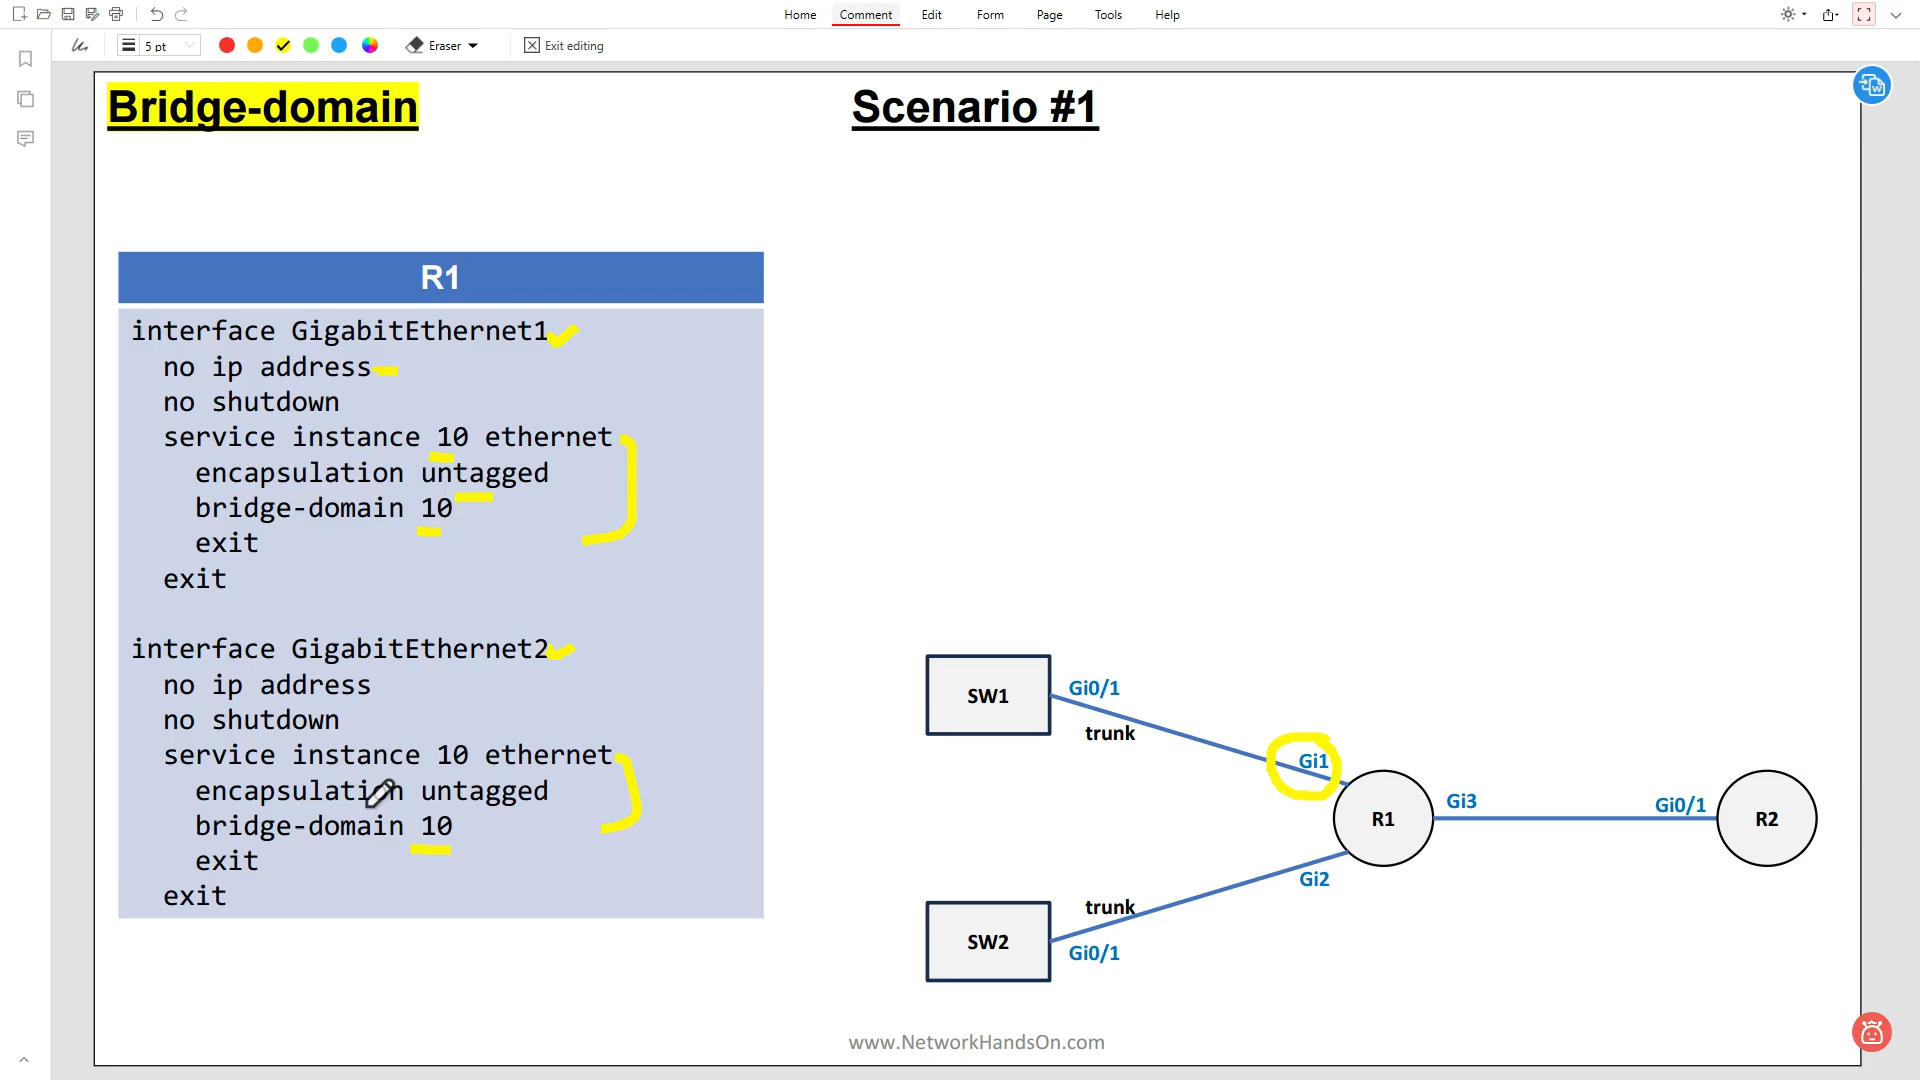 Home Comment Edit Form Page Tools Help
5 pt Eraser Exit editing
Bridge-domain
Scenario #1
R1
interface GigabitEthernet1
no ip address
no shutdown
service instance 10 ethernet
encapsulation untagged
bridge-domain 10
exit
exit
interface GigabitEthernet2
no ip address
no shutdown
service instance 10 ethernet
encapsulation untagged
bridge-domain 10
exit
exit
SW1
Gi0/1
trunk
Gi1
R1
Gi3
Gi0/1
R2
Gi2
trunk
SW2
Gi0/1
www.NetworkHandsOn.com